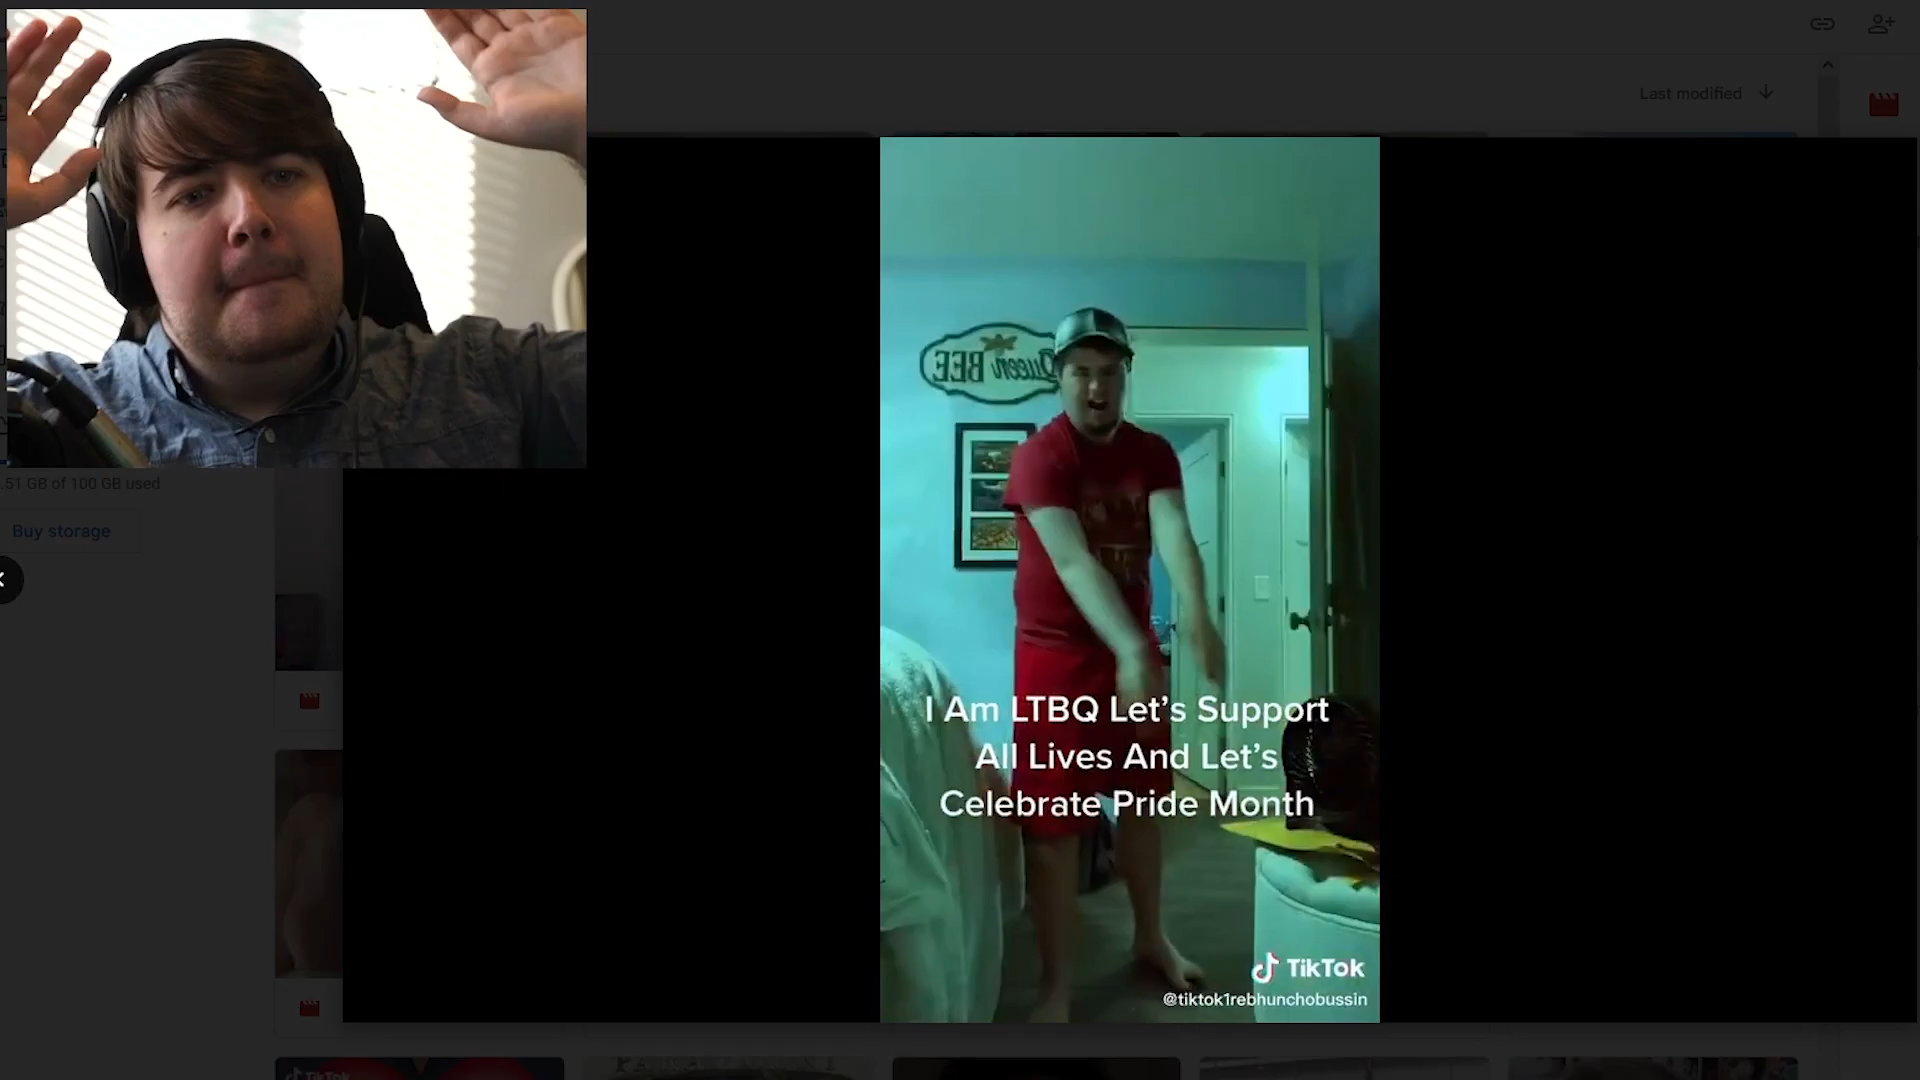 Last modified
Queen BEE
.51 GB of 100 GB used
Buy storage
I Am LTBQ Let's Support
All Lives And Let's
Celebrate Pride Month
TikTok
@tiktok1rebhunchobussin
TikTok